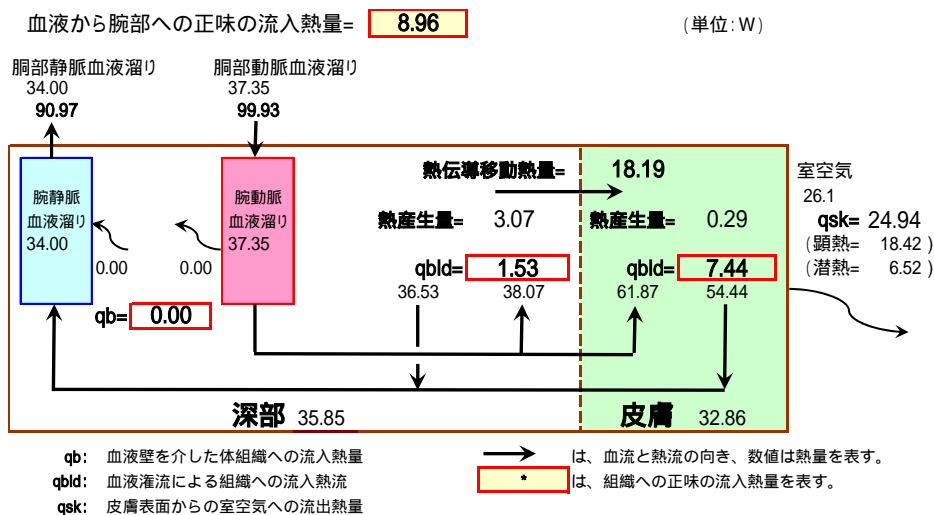 血液から腕部への正味の流入熱量= 8.96 (単位: W)
胴部静脈血液溜り 胴部動脈血液溜り
34.00 37.35
90.97 99.93
熱伝導移動熱量= 18.19 室空気
腕静脈 腕動脈 26.1
血液溜り 血液溜り 熱産生量= 3.07 熱産生量= 0.29 qsk= 24.94
34.00 37.35 (顕熱= 18.42 )
0.00 0.00 qbld= 1.53 qbld= 7.44 (潜熱= 6.52 )
36.53 38.07 61.87 54.44
qb= 0.00
深部 35.85 皮膚 32.86
qb: 血液壁を介した体組織への流入熱量 は、血流と熱流の向き、数値は熱量を表す。
qbld: 血液潅流による組織への流入熱流 * は、組織への正味の流入熱量を表す。
qsk: 皮膚表面からの室空気への流出熱量